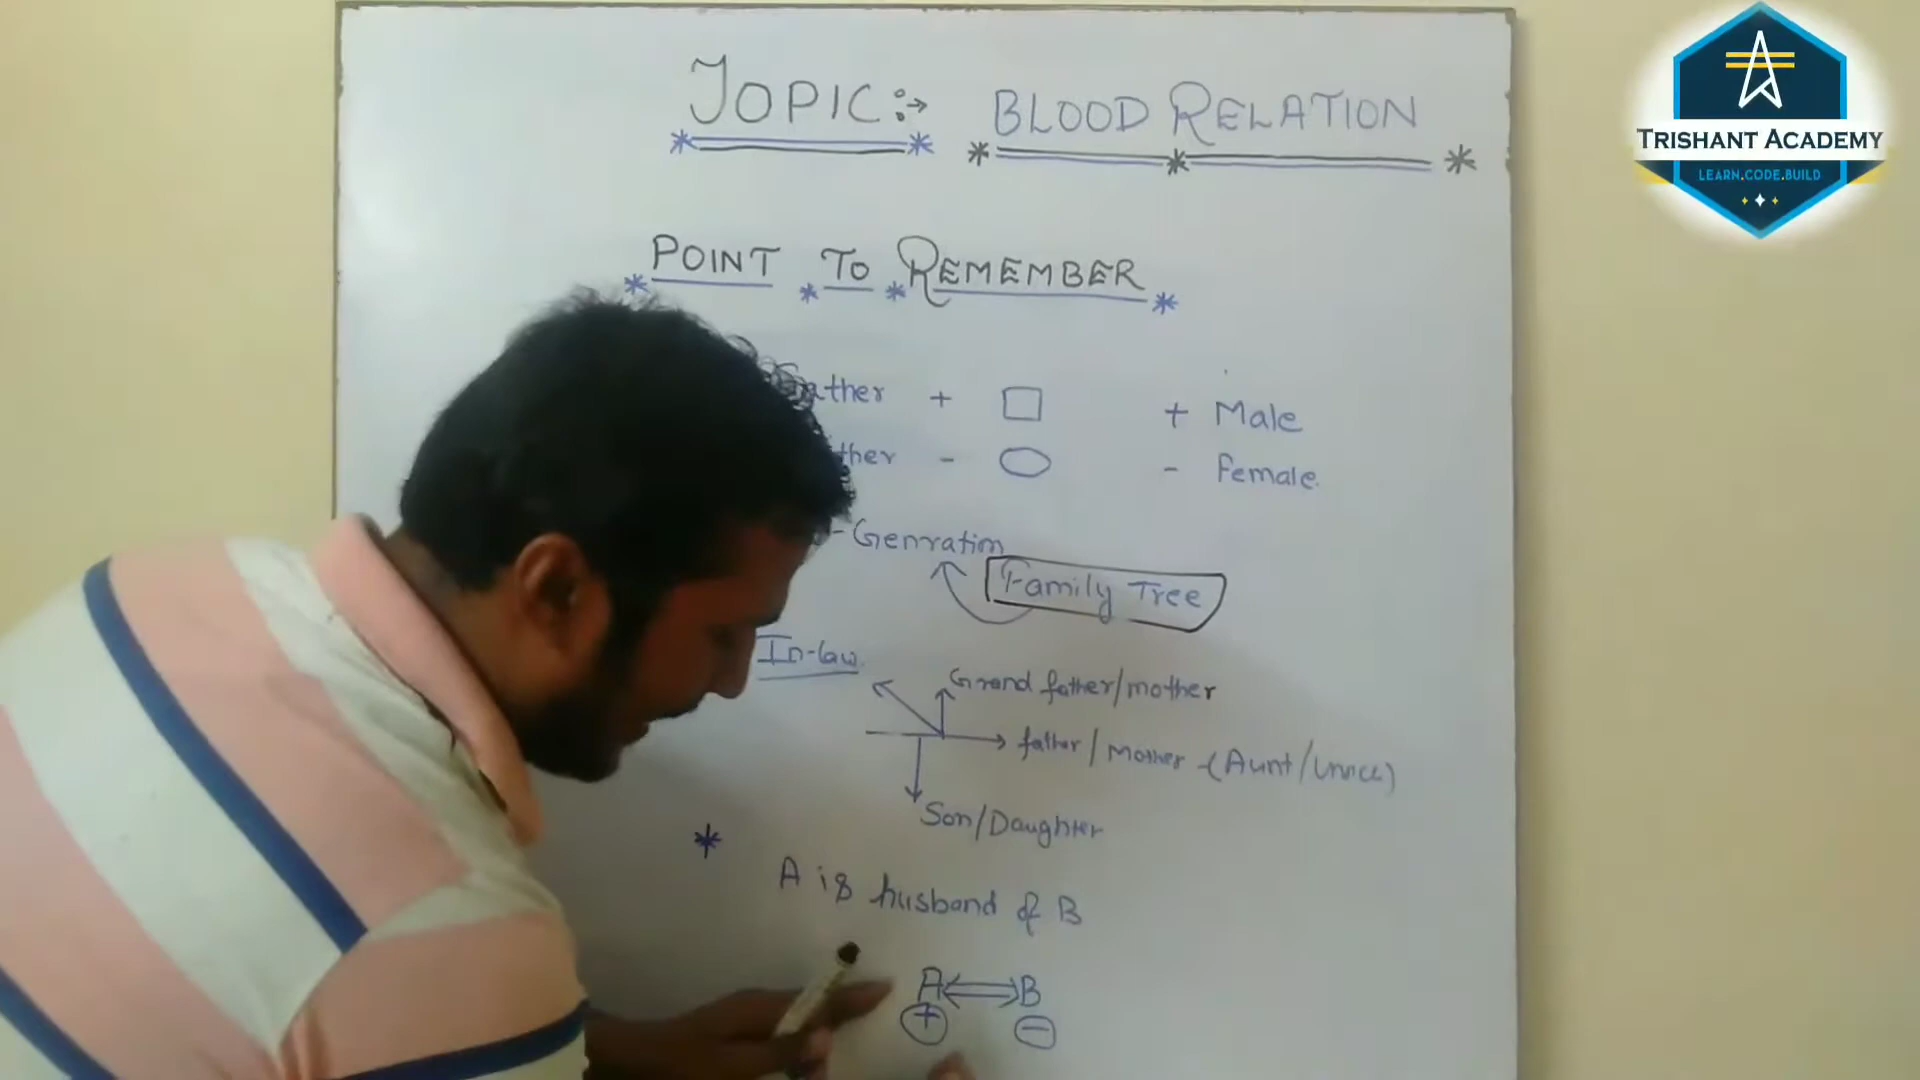 TOPIC :→ BLOOD RELATION
TRISHANT ACADEMY
LEARN.CODE.BUILD
POINT TO REMEMBER
ather + □ + Male
ther - - Female.
-Genration
Family Tree
In-law
Grand father/mother
father/Mother -(Aunt/
Son/Daughter
* A is husband of B
A ⟺ B
+ -